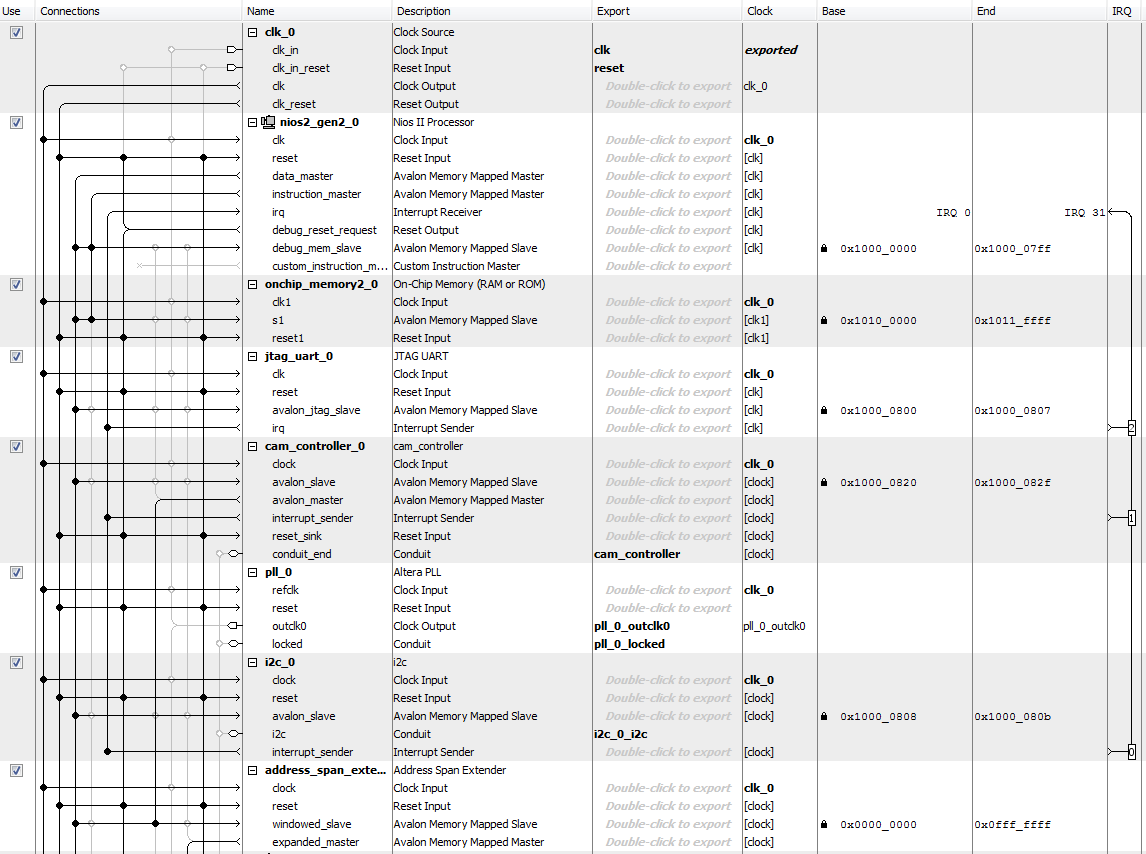 Use Connections Name Description Export Clock Base End IRQ
clk_0 Clock Source
clk_in Clock Input clk exported
clk_in_reset Reset Input reset
clk Clock Output Double-click to export clk_0
clk_reset Reset Output Double-click to export
nios2_gen2_0 Nios II Processor
clk Clock Input Double-click to export clk_0
reset Reset Input Double-click to export [clk]
data_master Avalon Memory Mapped Master Double-click to export [clk]
instruction_master Avalon Memory Mapped Master Double-click to export [clk]
irq Interrupt Receiver Double-click to export [clk] IRQ 0 IRQ 31
debug_reset_request Reset Output Double-click to export [clk]
debug_mem_slave Avalon Memory Mapped Slave Double-click to export [clk] 0x1000_0000 0x1000_07ff
custom_instruction_m... Custom Instruction Master Double-click to export
onchip_memory2_0 On-Chip Memory (RAM or ROM)
clk1 Clock Input Double-click to export clk_0
s1 Avalon Memory Mapped Slave Double-click to export [clk1] 0x1010_0000 0x1011_ffff
reset1 Reset Input Double-click to export [clk1]
jtag_uart_0 JTAG UART
clk Clock Input Double-click to export clk_0
reset Reset Input Double-click to export [clk]
avalon_jtag_slave Avalon Memory Mapped Slave Double-click to export [clk] 0x1000_0800 0x1000_0807
irq Interrupt Sender Double-click to export [clk] 2
cam_controller_0 cam_controller
clock Clock Input Double-click to export clk_0
avalon_slave Avalon Memory Mapped Slave Double-click to export [clock] 0x1000_0820 0x1000_082f
avalon_master Avalon Memory Mapped Master Double-click to export [clock]
interrupt_sender Interrupt Sender Double-click to export [clock] 1
reset_sink Reset Input Double-click to export [clock]
conduit_end Conduit cam_controller [clock]
pll_0 Altera PLL
refclk Clock Input Double-click to export clk_0
reset Reset Input Double-click to export
outclk0 Clock Output pll_0_outclk0 pll_0_outclk0
locked Conduit pll_0_locked
i2c_0 i2c
clock Clock Input Double-click to export clk_0
reset Reset Input Double-click to export [clock]
avalon_slave Avalon Memory Mapped Slave Double-click to export [clock] 0x1000_0808 0x1000_080b
i2c Conduit i2c_0_i2c
interrupt_sender Interrupt Sender Double-click to export [clock] 0
address_span_exte... Address Span Extender
clock Clock Input Double-click to export clk_0
reset Reset Input Double-click to export [clock]
windowed_slave Avalon Memory Mapped Slave Double-click to export [clock] 0x0000_0000 0x0fff_ffff
expanded_master Avalon Memory Mapped Master Double-click to export [clock]